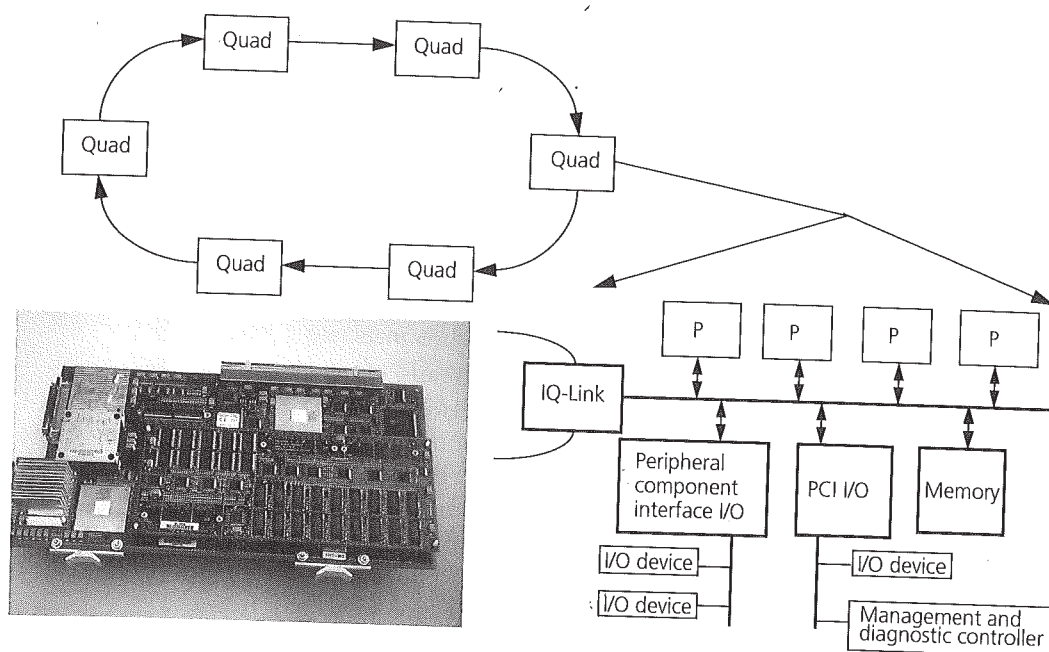 Quad
Quad
Quad
Quad
Quad
Quad
P
P
P
P
IQ-Link
Peripheral
component
interface I/O
PCI I/O
Memory
I/O device
I/O device
I/O device
Management and
diagnostic controller